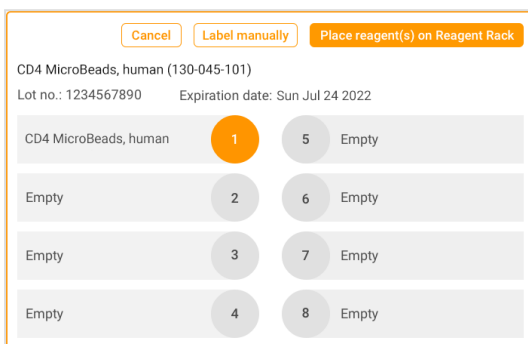 Cancel Label manually Place reagent(s) on Reagent Rack
CD4 MicroBeads, human (130-045-101)
Lot no.: 1234567890 Expiration date: Sun Jul 24 2022
CD4 MicroBeads, human 1 5 Empty
Empty 2 6 Empty
Empty 3 7 Empty
Empty 4 8 Empty